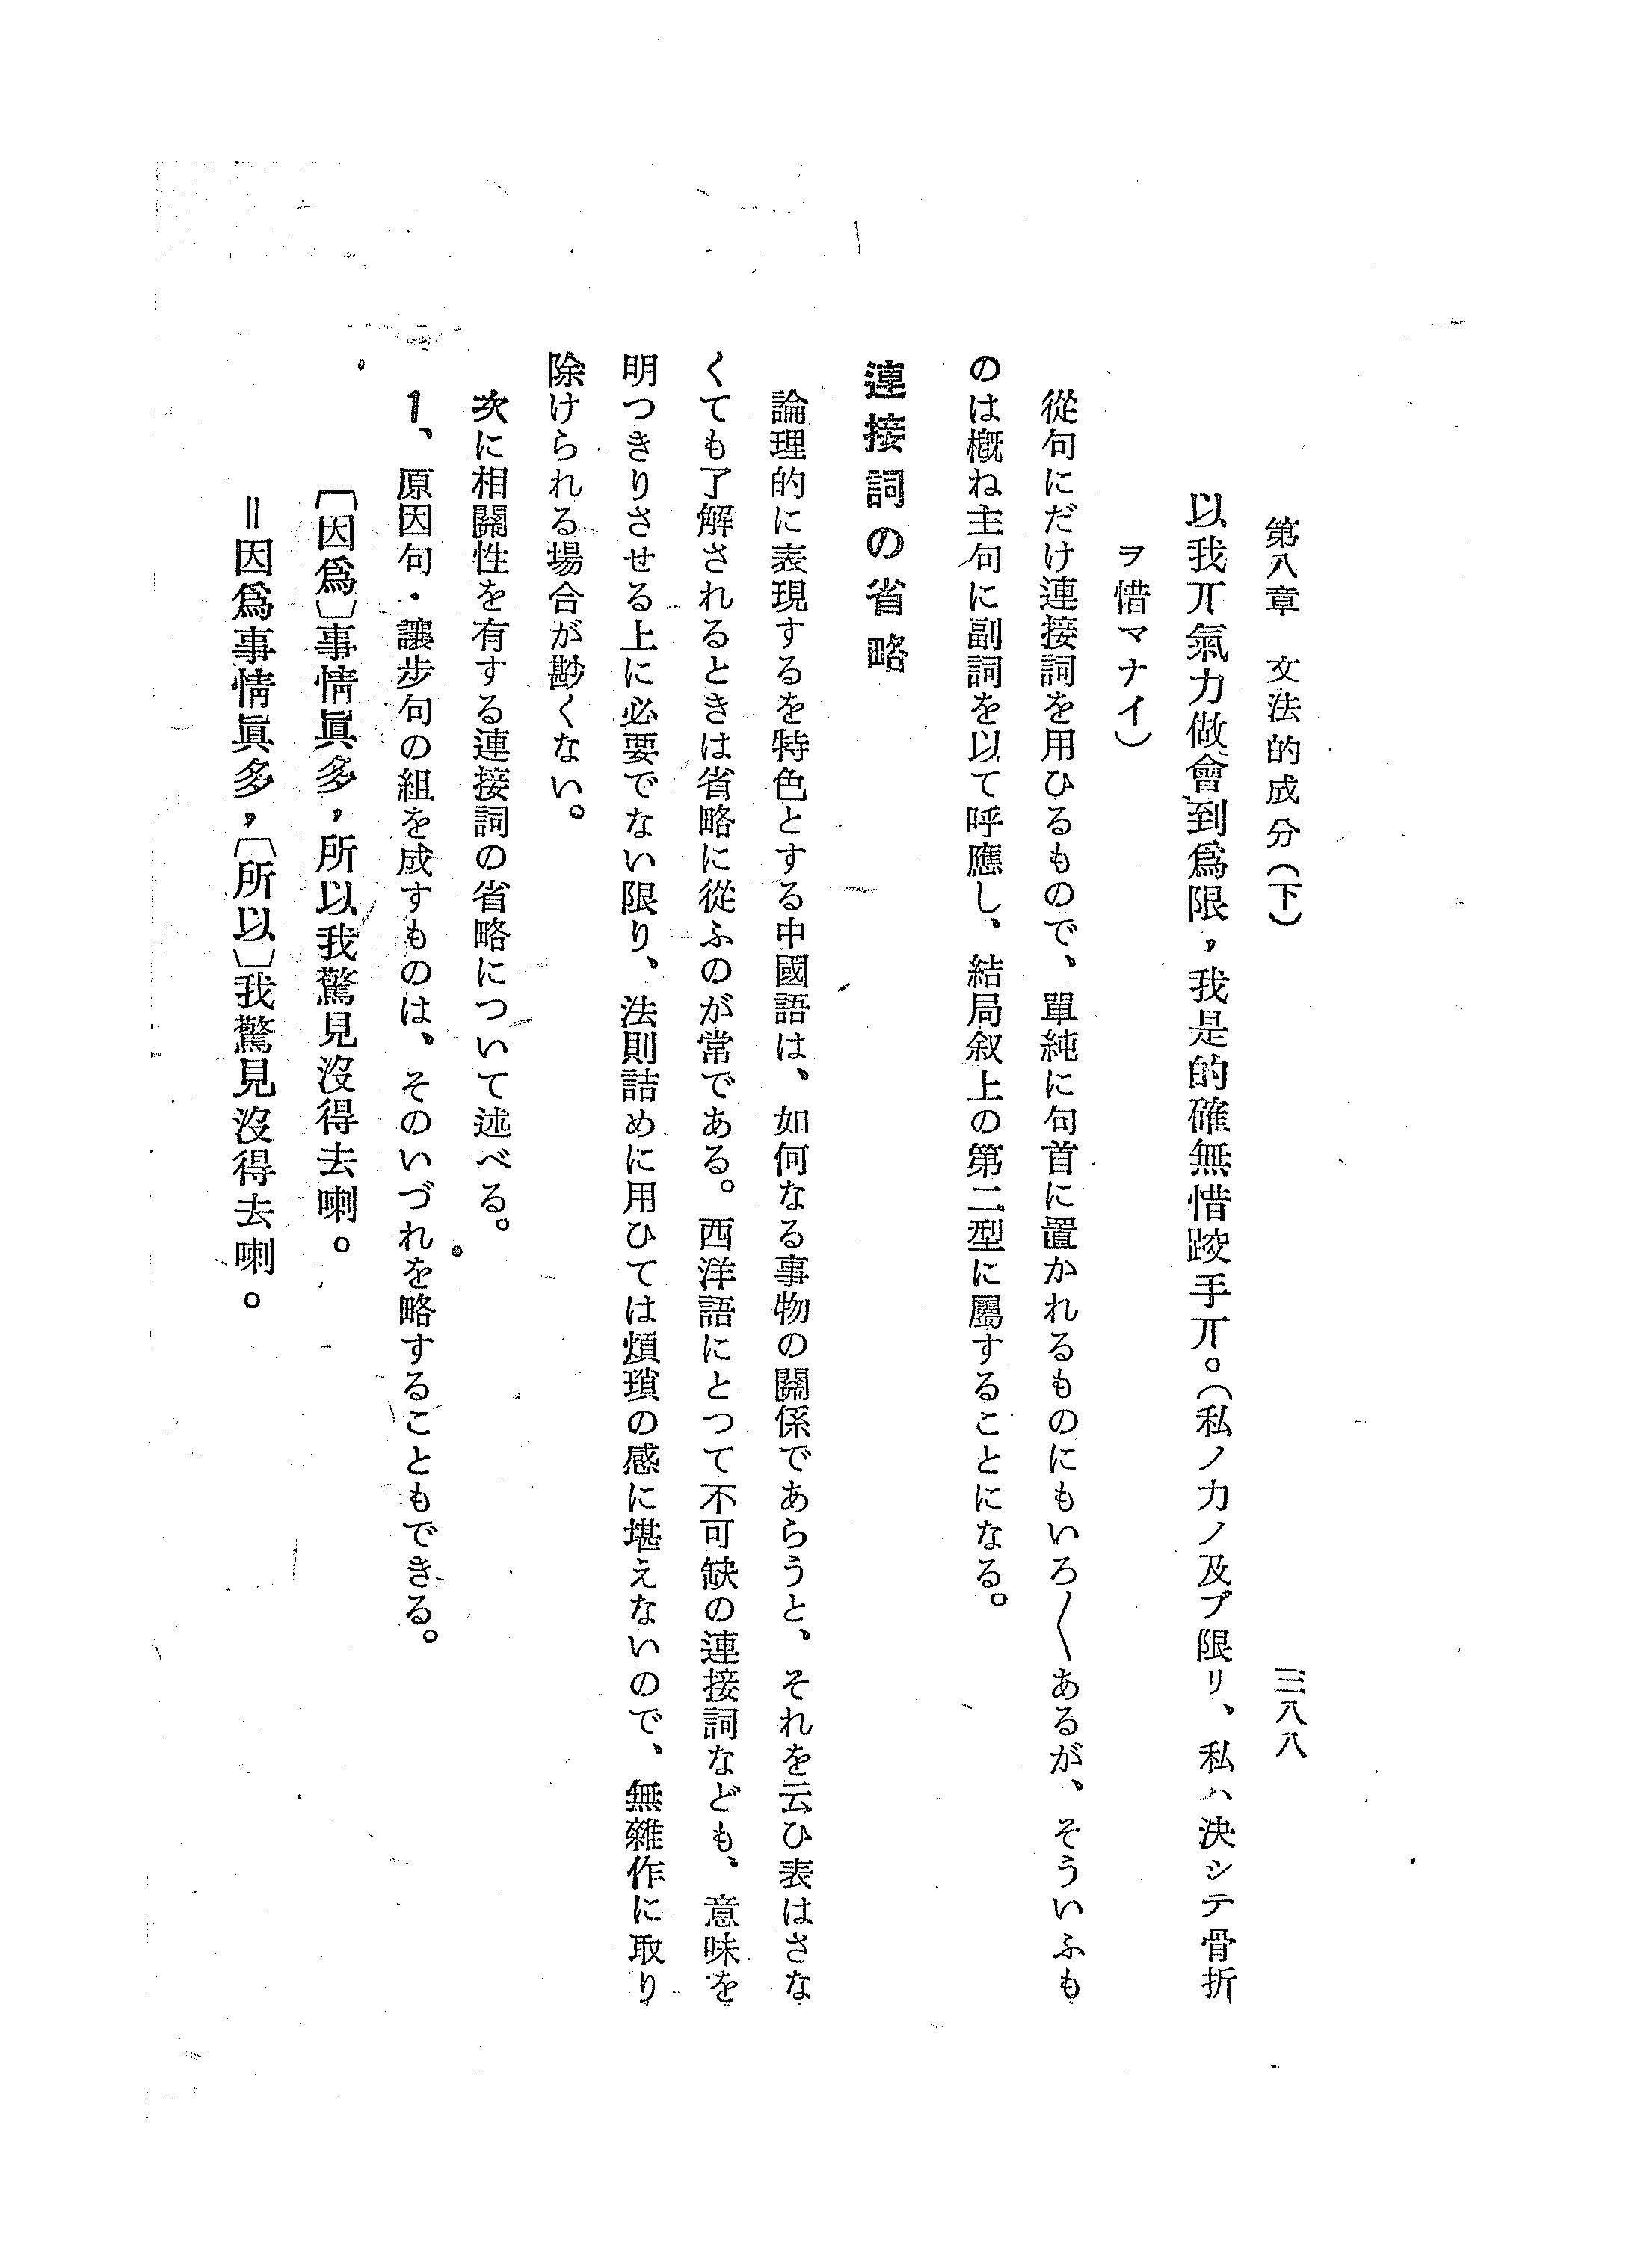 第八章　文法的成分（下）　三八八
以我丌氣力做會到爲限，我是的確無惜跤手丌。（私ノ力ノ及ブ限リ、私ハ決シテ骨折
ヲ惜マナイ）
從句にだけ連接詞を用ひるもので、單純に句首に置かれるものにもいろ〱あるが、そういふも
のは槪ね主句に副詞を以て呼應し、結局敘上の第二型に屬することになる。
連接詞の省略
論理的に表現するを特色とする中國語は、如何なる事物の關係であらうと、それを云ひ表はさな
くても了解されるときは省略に從ふのが常である。西洋語にとつて不可缺の連接詞なども、意味を
明つきりさせる上に必要でない限り、法則詰めに用ひては煩瑣の感に堪えないので、無雜作に取り
除けられる場合が尠くない。
次に相關性を有する連接詞の省略について述べる。
1、原因句・讓步句の組を成すものは、そのいづれを略することもできる。
〔因爲〕事情眞多，所以我驚見沒得去喇。
＝因爲事情眞多，〔所以〕我驚見沒得去喇。